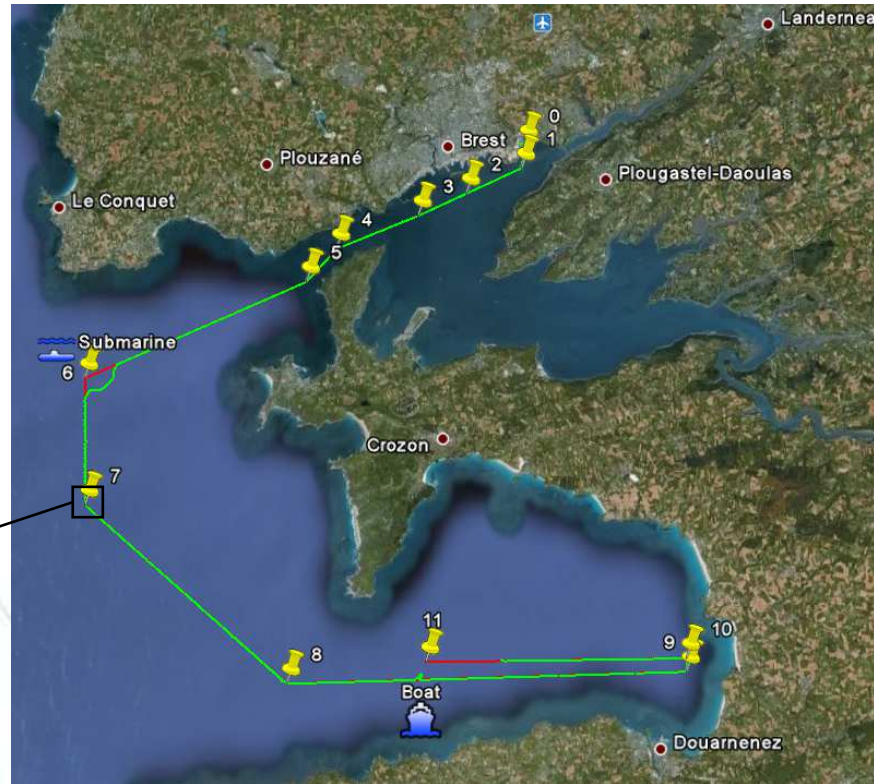 Landernea
0
Brest
1
Plouzané
2
Plougastel-Daoulas
3
Le Conquet
4
5
Submarine
6
Crozon
7
11
10
9
8
Boat
Douarnenez